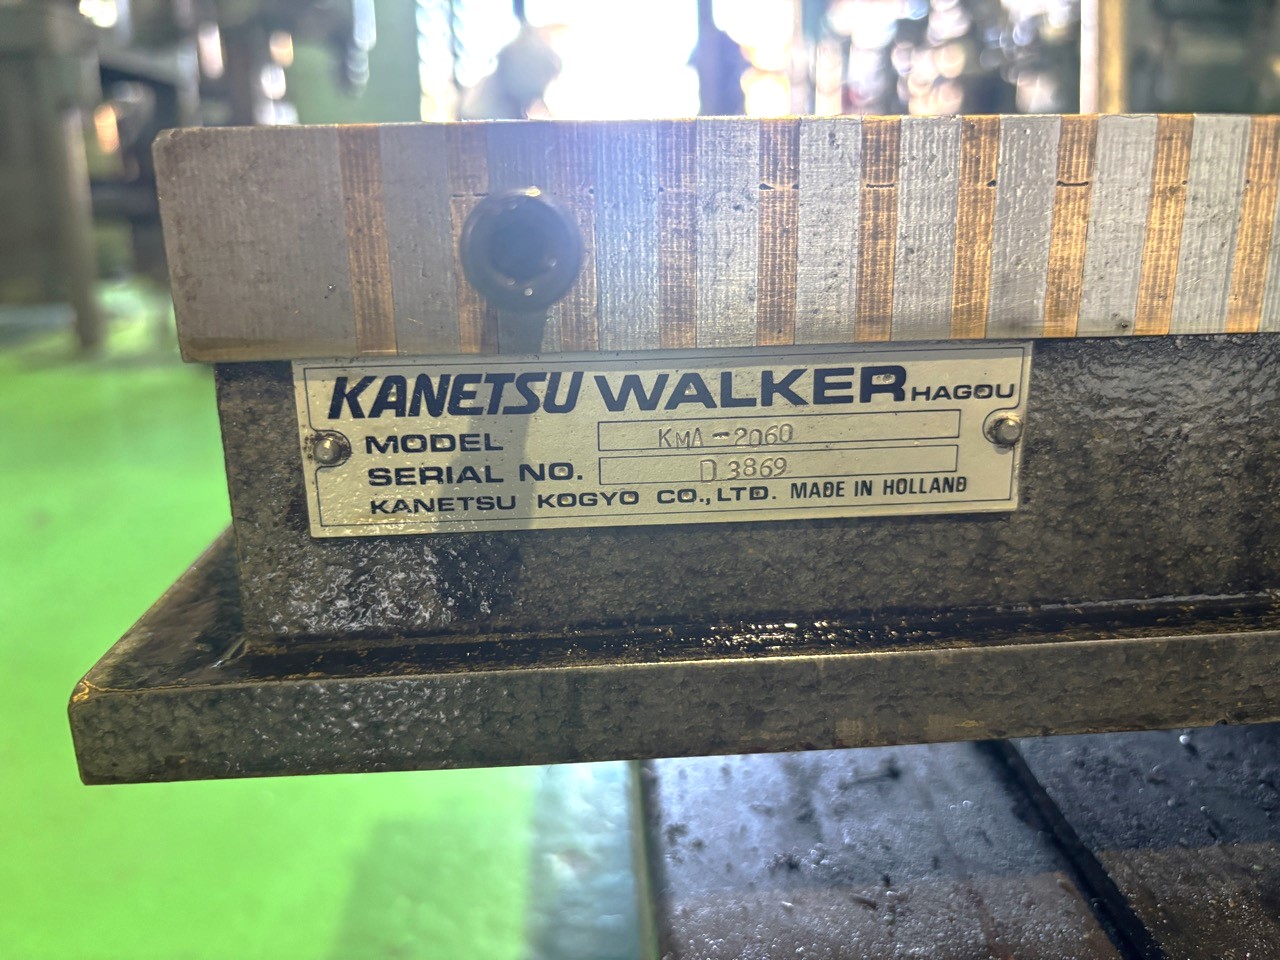 KANETSU WALKER HAGOU
MODEL KMA-2060
SERIAL NO. D 3869
KANETSU KOGYO CO., LTD. MADE IN HOLLAND